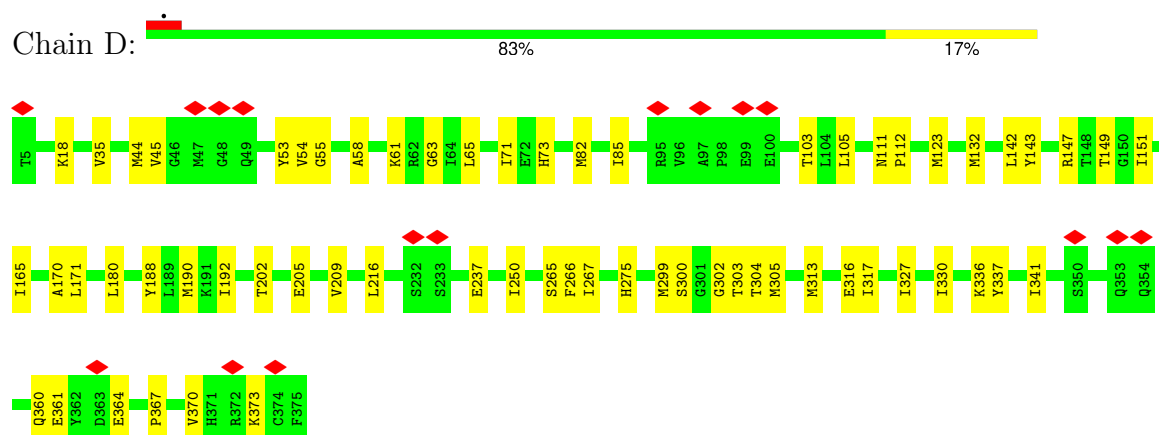 Chain D:
83% 17%
T5 K18 V35 M44 V45 G46 M47 G48 Q49 Y53 V54 G55 A58 K61 R62 G63 I64 L65 I71 E72 H73 M82 I85 R95 V96 A97 P98 E99 E100 T103 L104 L105 N111 P112 M123 M132 L142 Y143 R147 T148 T149 G150 I151
I165 A170 L171 L180 Y188 L189 M190 K191 I192 T202 E205 V209 L216 S232 S233 E237 I250 S265 F266 I267 H275 M299 S300 G301 G302 T303 T304 M305 M313 E316 I317 I327 I330 K336 Y337 I341 S350 Q353 Q354
Q360 E361 Y362 D363 E364 P367 V370 H371 R372 K373 C374 F375